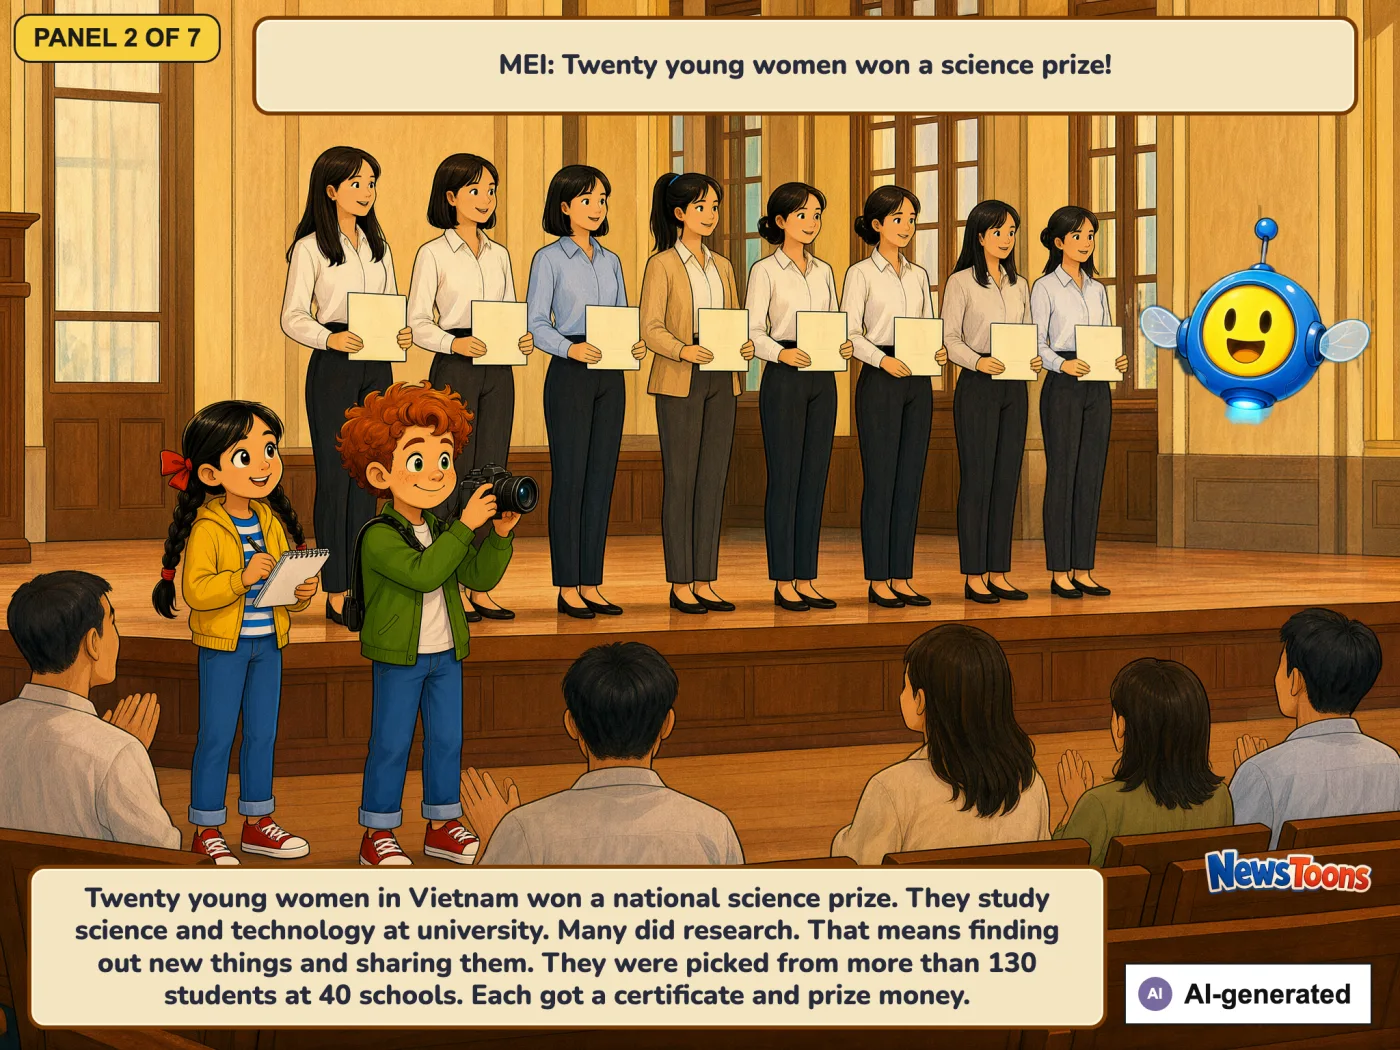 PANEL 2 OF 7
MEI: Twenty young women won a science prize!
Twenty young women in Vietnam won a national science prize. They study
science and technology at university. Many did research. That means finding
out new things and sharing them. They were picked from more than 130
students at 40 schools. Each got a certificate and prize money.
NewsToons
AI AI-generated